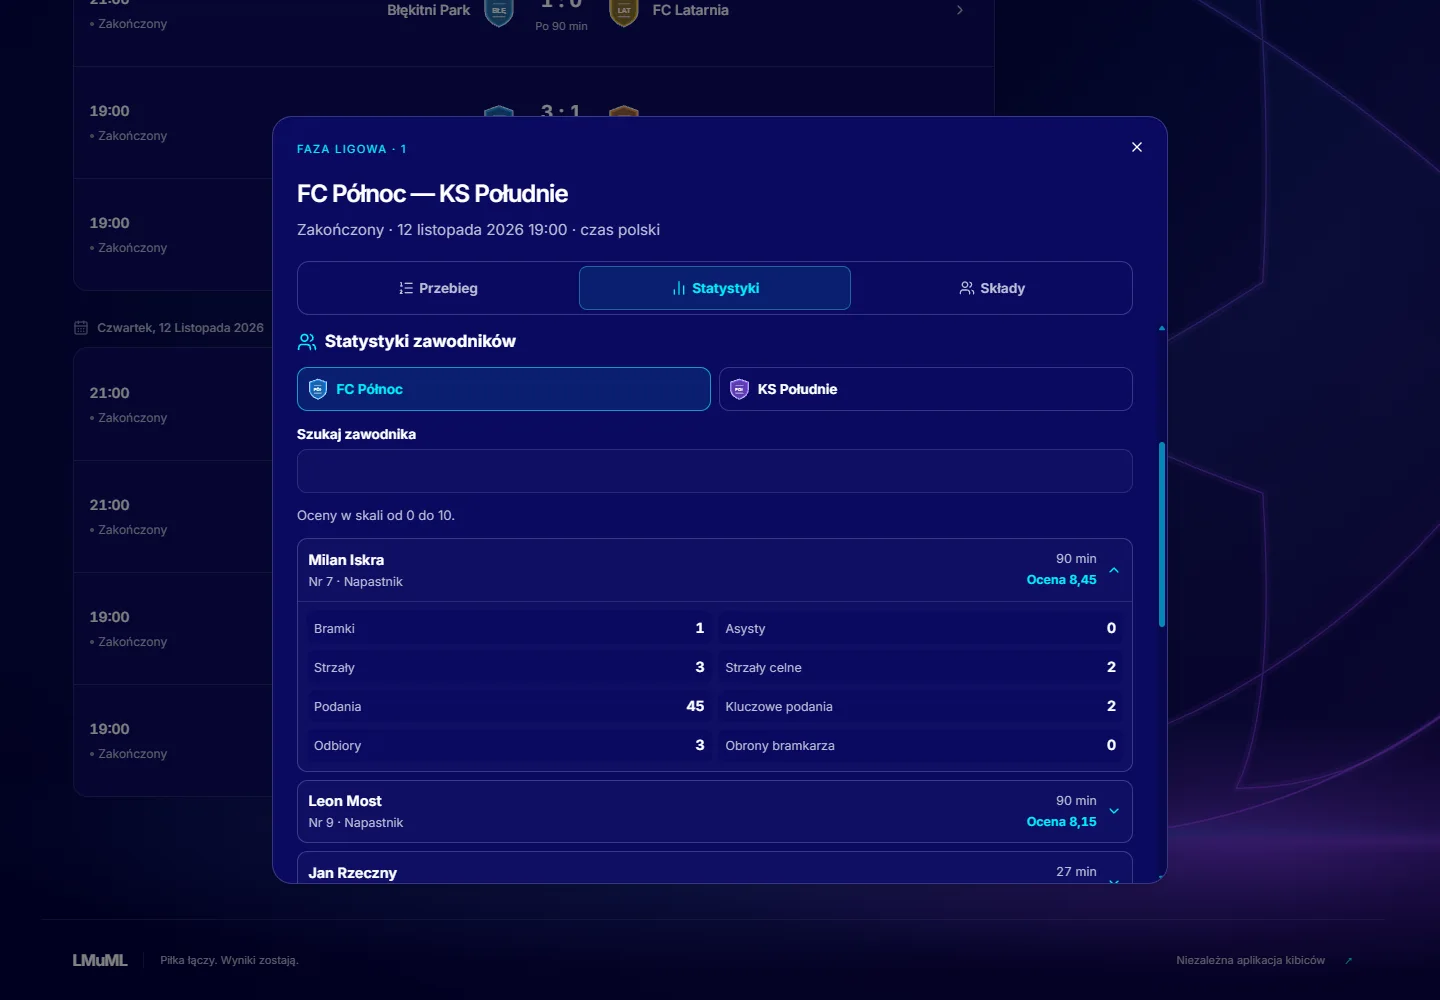 21:00
• Zakończony
Błękitni Park
BŁĘ
1 : 0
Po 90 min
LAT
FC Latarnia
19:00
• Zakończony
3 : 1
19:00
• Zakończony
Czwartek, 12 Listopada 2026
21:00
• Zakończony
21:00
• Zakończony
19:00
• Zakończony
19:00
• Zakończony
FAZA LIGOWA · 1
FC Północ — KS Południe
Zakończony · 12 listopada 2026 19:00 · czas polski
Przebieg
Statystyki
Składy
Statystyki zawodników
FC Północ
KS Południe
Szukaj zawodnika
Oceny w skali od 0 do 10.
Milan Iskra
Nr 7 · Napastnik
90 min
Ocena 8,45
Bramki 1
Asysty 0
Strzały 3
Strzały celne 2
Podania 45
Kluczowe podania 2
Odbiory 3
Obrony bramkarza 0
Leon Most
Nr 9 · Napastnik
90 min
Ocena 8,15
Jan Rzeczny
27 min
LMuML
Piłka łączy. Wyniki zostają.
Niezależna aplikacja kibiców ↗